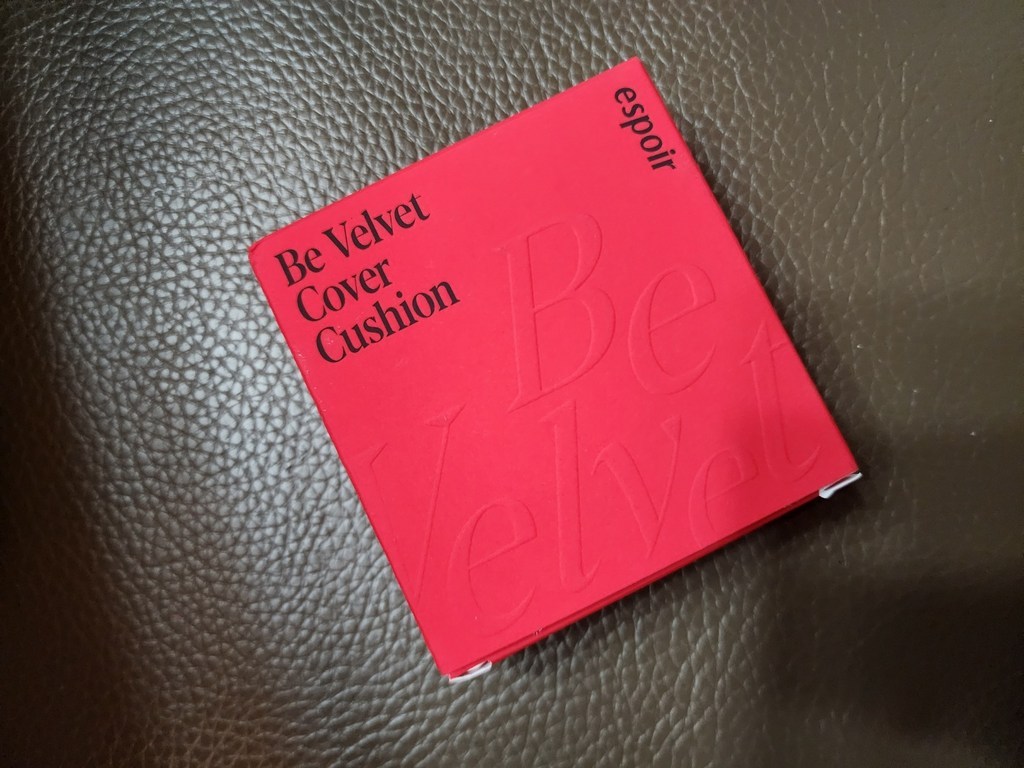 espoir
Be Velvet
Cover
Cushion
Be
Velvet